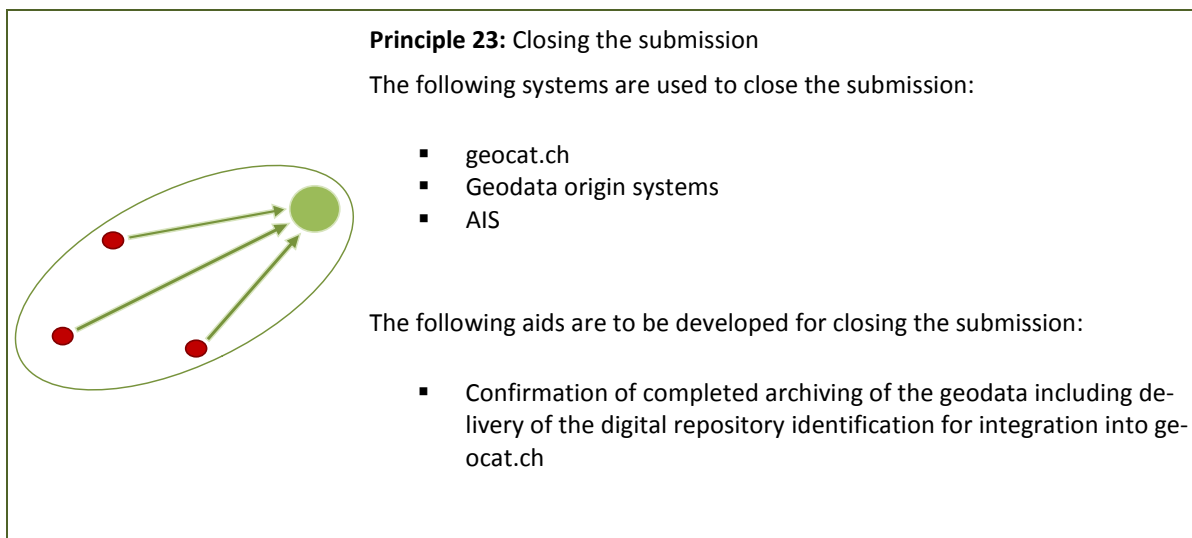 Principle 23: Closing the submission
The following systems are used to close the submission:
▪ geocat.ch
▪ Geodata origin systems
▪ AIS
The following aids are to be developed for closing the submission:
▪ Confirmation of completed archiving of the geodata including de-
livery of the digital repository identification for integration into ge-
ocat.ch